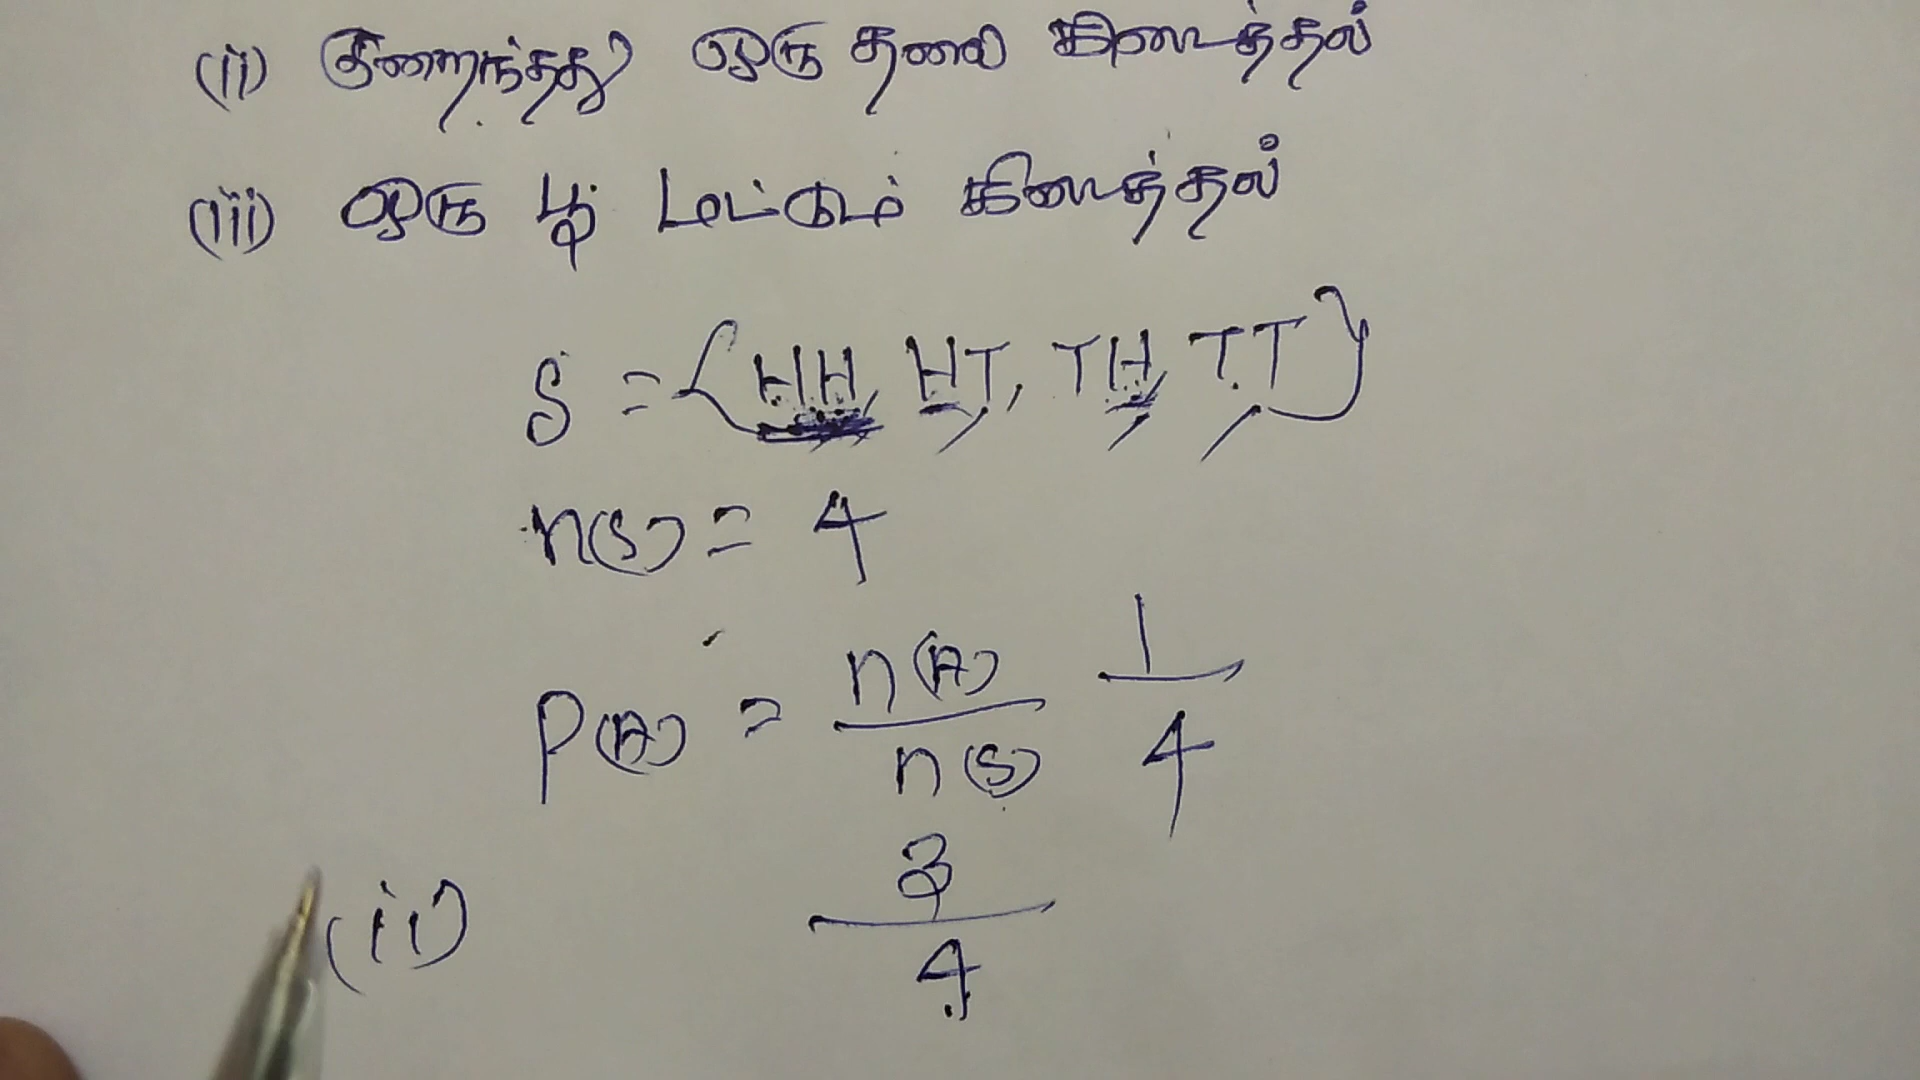 (ii) குறைந்தது ஒரு தலை கிடைத்தல்
(iii) ஒரு பூ மட்டும் கிடைத்தல்
S = {HH, HT, TH, TT}
n(S) = 4
P(A) = n(A)/n(S) 1/4
(ii) 3/4